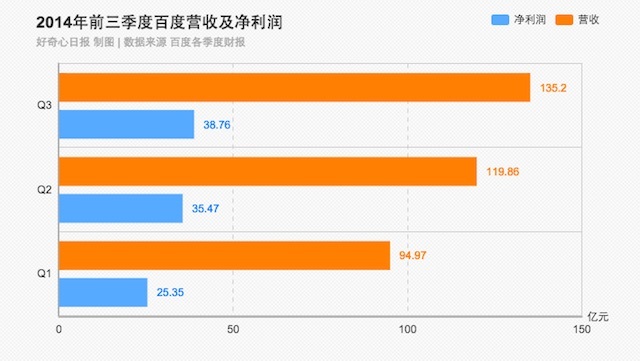 2014年前三季度百度营收及净利润
净利润 营收
好奇心日报 制图 | 数据来源 百度各季度财报
135.2
Q3
38.76
119.86
Q2
35.47
94.97
Q1
25.35
亿元
0 50 100 150